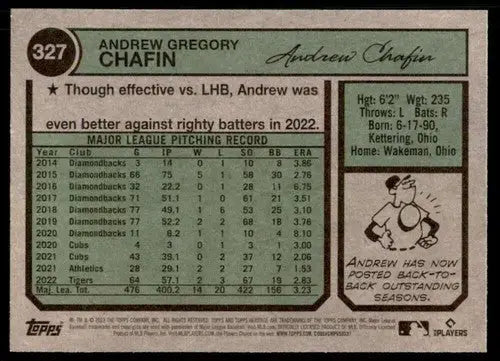 327
ANDREW GREGORY
CHAFIN
Andrew Chafin
★ Though effective vs. LHB, Andrew was
even better against righty batters in 2022.
MAJOR LEAGUE PITCHING RECORD
Year Club G IP W L SO BB ERA
2014 Diamondbacks 3 14 0 1 10 8 3.86
2015 Diamondbacks 66 75 5 1 58 30 2.76
2016 Diamondbacks 32 22.2 0 0 28 11 6.75
2017 Diamondbacks 71 51.1 1 0 61 21 3.51
2018 Diamondbacks 77 49.1 1 6 53 26 3.10
2019 Diamondbacks 77 52.2 2 2 68 18 3.76
2020 Diamondbacks 11 6.2 1 1 10 4 8.10
2020 Cubs 4 3 0 1 3 1 3.00
2021 Cubs 43 39.1 0 2 37 12 2.06
2021 Athletics 28 29.1 2 2 27 7
2022 Tigers 64 57.1 2 3 67 19 2.83
Maj. Lea. Tot. 476 400.2 14 20 422 156 3.23
Hgt: 6'2" Wgt: 235
Throws: L Bats: R
Born: 6-17-90,
Kettering, Ohio
Home: Wakeman, Ohio
ANDREW HAS NOW
POSTED BACK-TO-
BACK OUTSTANDING
SEASONS.
Topps
PLAYERS